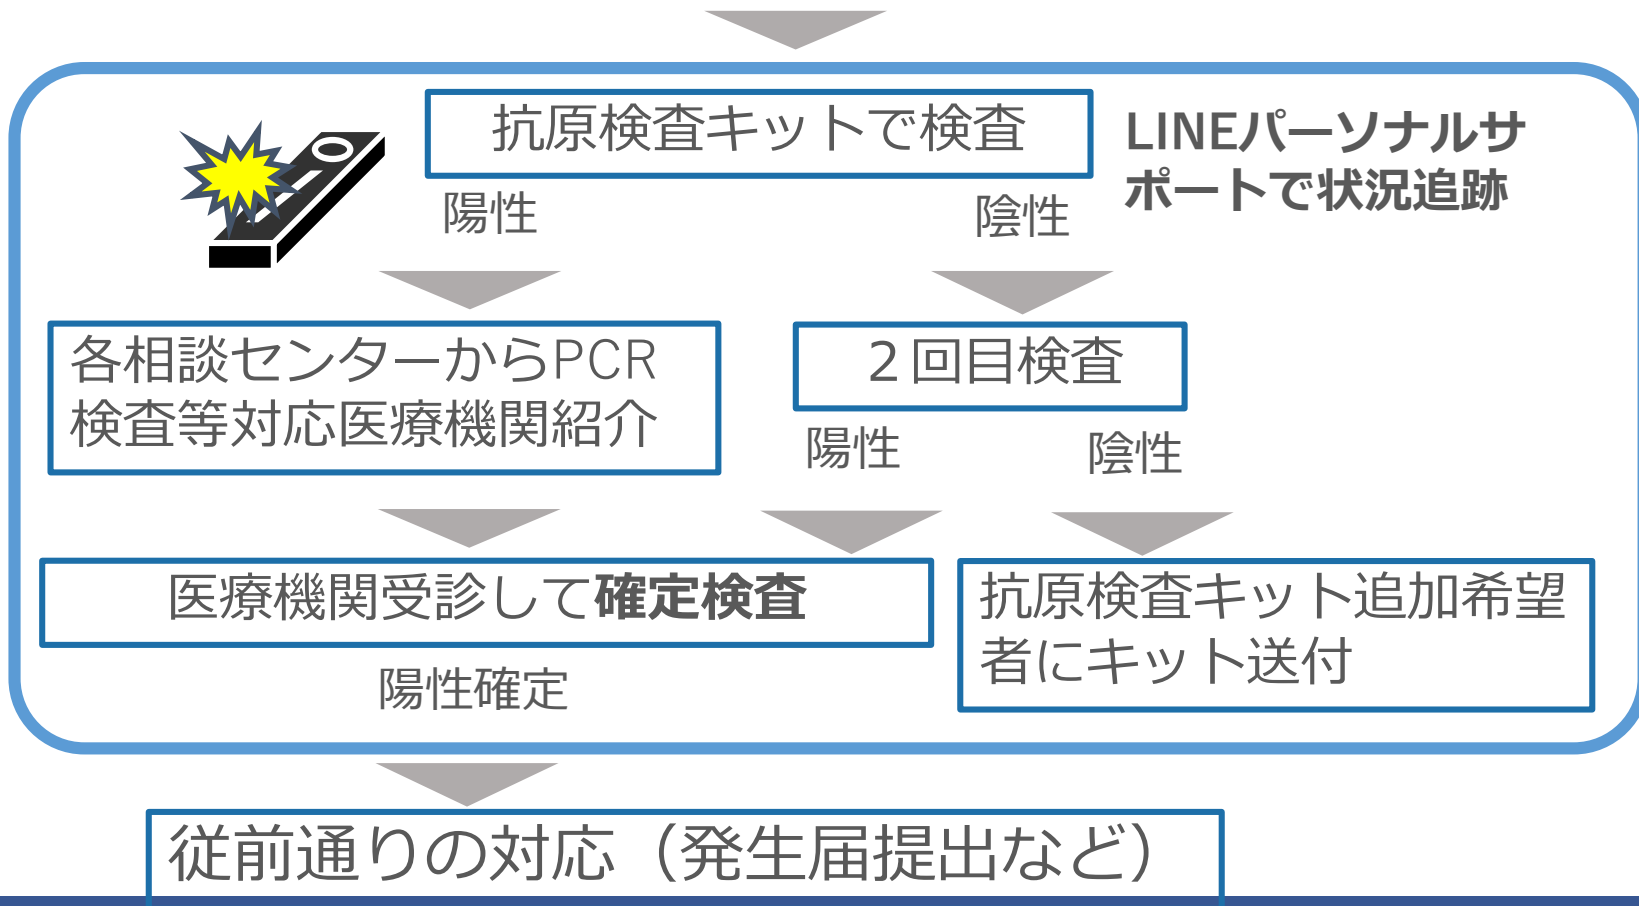 抗原検査キットで検査
LINEパーソナルサ
ポートで状況追跡
陽性
陰性
各相談センターからPCR
検査等対応医療機関紹介
２回目検査
陽性
陰性
医療機関受診して確定検査
抗原検査キット追加希望
者にキット送付
陽性確定
従前通りの対応（発生届提出など）